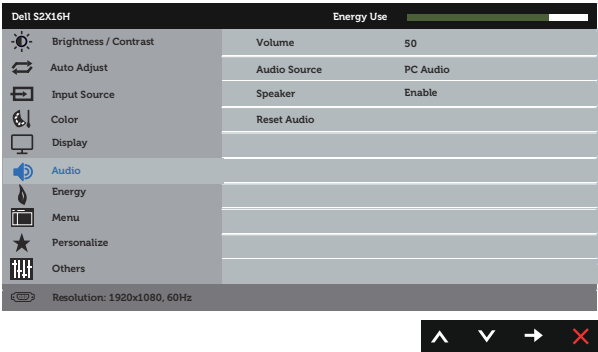 Dell S2X16H Energy Use
Brightness / Contrast Volume 50
Auto Adjust Audio Source PC Audio
Input Source Speaker Enable
Color Reset Audio
Display
Audio
Energy
Menu
Personalize
Others
Resolution: 1920x1080, 60Hz